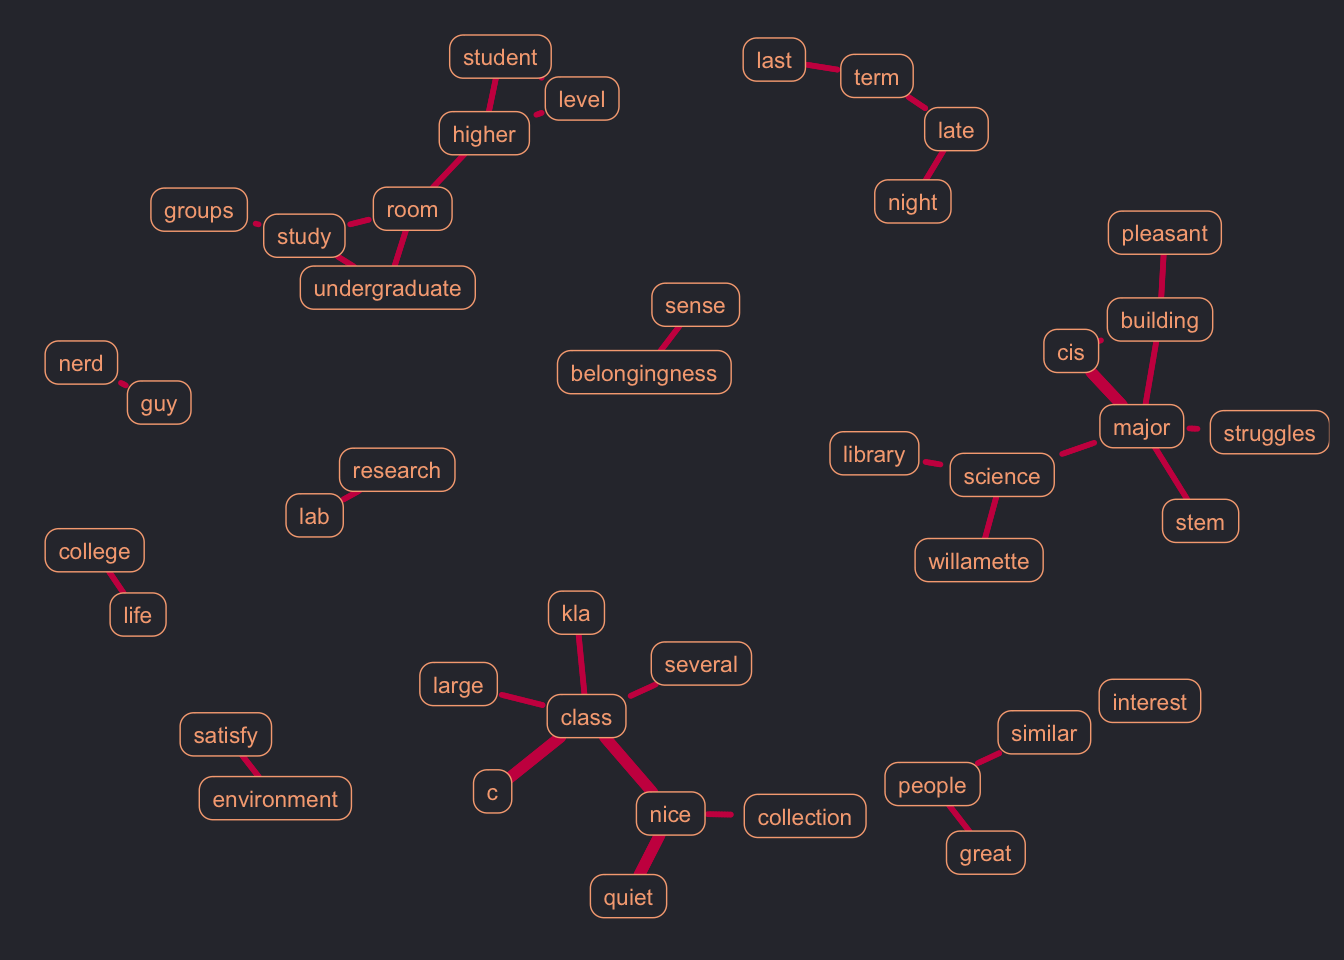 student
last
term
level
late
higher
night
groups
room
study
pleasant
undergraduate
sense
building
cis
nerd
belongingness
guy
major
struggles
library
research
science
lab
stem
college
willamette
life
kla
several
large
class
interest
satisfy
similar
people
c
environment
nice
collection
great
quiet